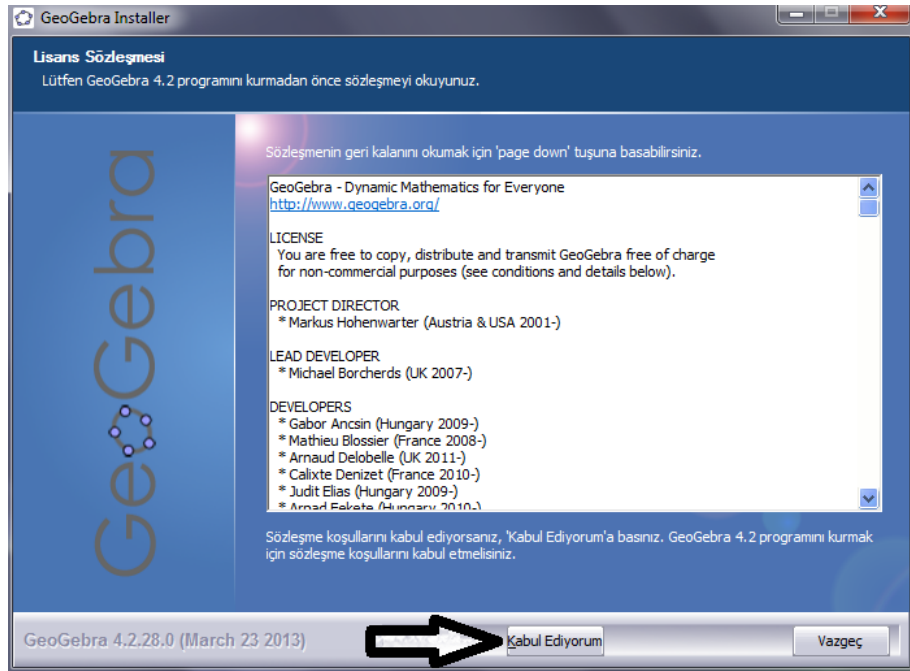 GeoGebra Installer
Lisans Sözleşmesi
Lütfen GeoGebra 4.2 programını kurmadan önce sözleşmeyi okuyunuz.
GeoGebra
Sözleşmenin geri kalanını okumak için 'page down' tuşuna basabilirsiniz.
GeoGebra - Dynamic Mathematics for Everyone
http://www.geogebra.org/
LICENSE
You are free to copy, distribute and transmit GeoGebra free of charge
for non-commercial purposes (see conditions and details below).
PROJECT DIRECTOR
* Markus Hohenwarter (Austria & USA 2001-)
LEAD DEVELOPER
* Michael Borcherds (UK 2007-)
DEVELOPERS
* Gabor Ancsin (Hungary 2009-)
* Mathieu Blossier (France 2008-)
* Arnaud Delobelle (UK 2011-)
* Calixte Denizet (France 2010-)
* Judit Elias (Hungary 2009-)
* Arpad Fekete (Hungary 2010-)
Sözleşme koşullarını kabul ediyorsanız, 'Kabul Ediyorum'a basınız. GeoGebra 4.2 programını kurmak
için sözleşme koşullarını kabul etmelisiniz.
GeoGebra 4.2.28.0 (March 23 2013)
Kabul Ediyorum
Vazgeç